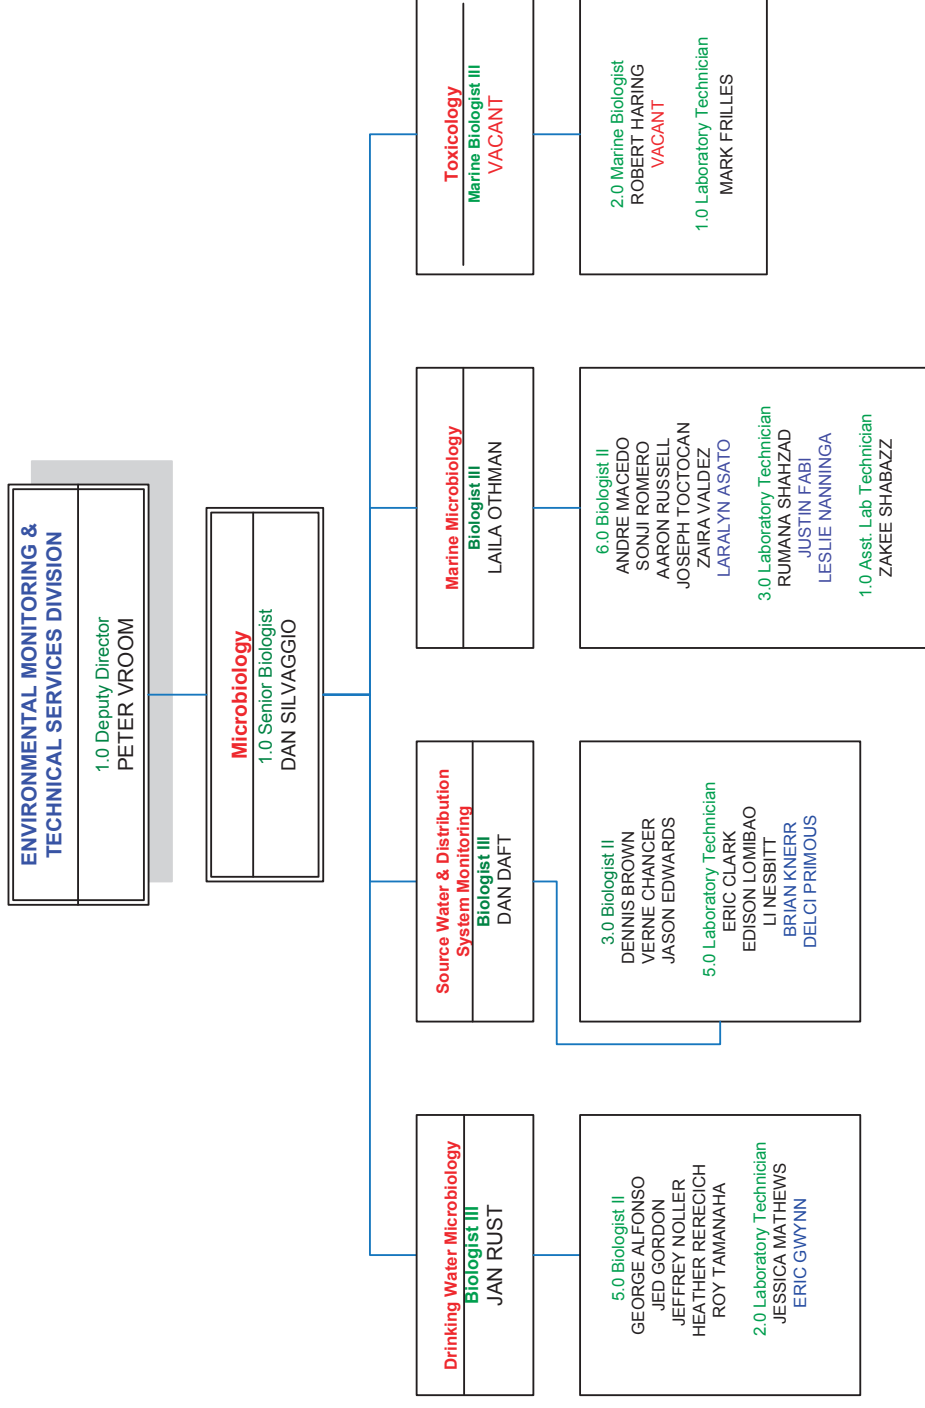 ENVIRONMENTAL MONITORING &
TECHNICAL SERVICES DIVISION
1.0 Deputy Director
PETER VROOM
Microbiology
1.0 Senior Biologist
DAN SILVAGGIO
Drinking Water Microbiology
Biologist III
JAN RUST
5.0 Biologist II
GEORGE ALFONSO
JED GORDON
JEFFREY NOLLER
HEATHER RERECICH
ROY TAMANAHA
2.0 Laboratory Technician
JESSICA MATHEWS
ERIC GWYNN
Source Water & Distribution
System Monitoring
Biologist III
DAN DAFT
3.0 Biologist II
DENNIS BROWN
VERNE CHANCER
JASON EDWARDS
5.0 Laboratory Technician
ERIC CLARK
EDISON LOMIBAO
LI NESBITT
BRIAN KNERR
DELCI PRIMOUS
Marine Microbiology
Biologist III
LAILA OTHMAN
6.0 Biologist II
ANDRE MACEDO
SONJI ROMERO
AARON RUSSELL
JOSEPH TOCTOCAN
ZAIRA VALDEZ
LARALYN ASATO
3.0 Laboratory Technician
RUMANA SHAHZAD
JUSTIN FABI
LESLIE NANNINGA
1.0 Asst. Lab Technician
ZAKEE SHABAZZ
Toxicology
Marine Biologist III
VACANT
2.0 Marine Biologist
ROBERT HARING
VACANT
1.0 Laboratory Technician
MARK FRILLES